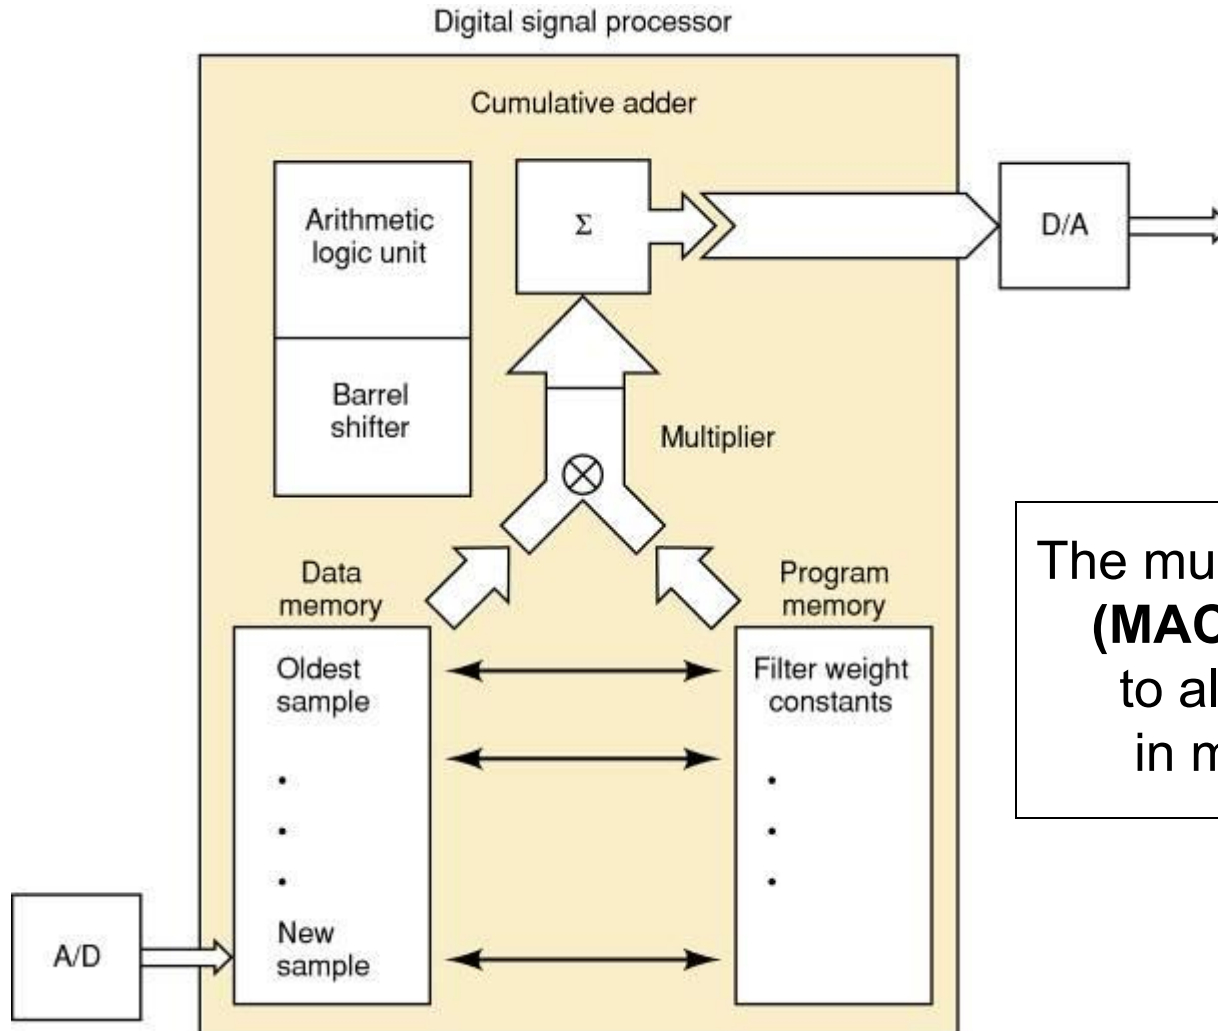 Digital signal processor
Cumulative adder
Arithmetic
logic unit
Σ
D/A
Barrel
shifter
Multiplier
Data
memory
Program
memory
Oldest
sample
Filter weight
constants
New
sample
A/D
The mu
(MAC
to al
in m